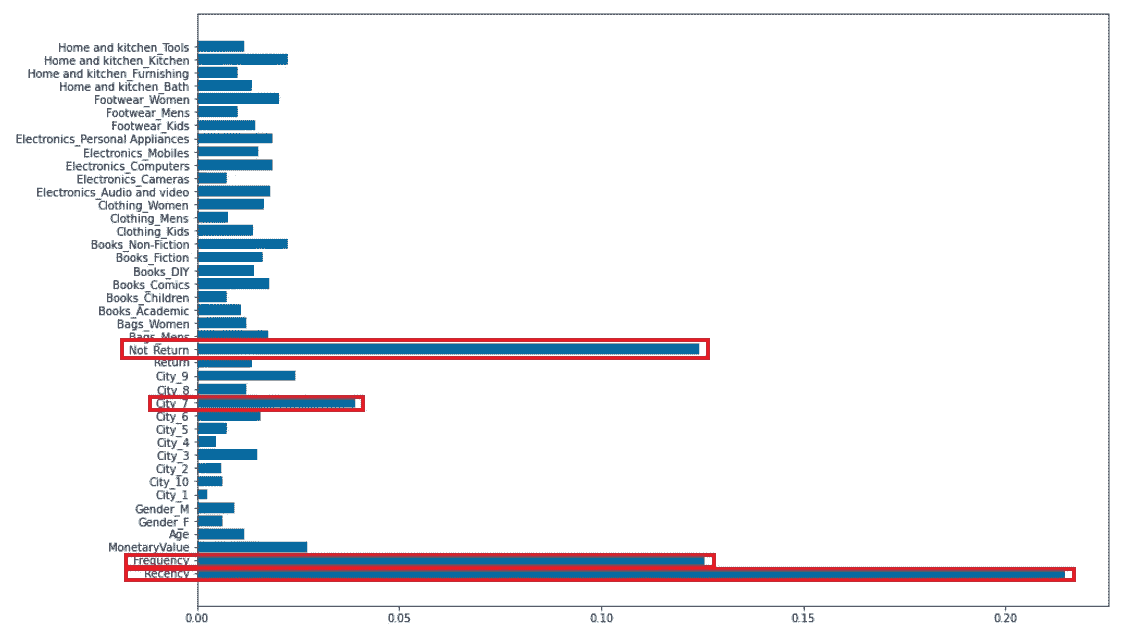 Home and kitchen_Tools
Home and kitchen_Kitchen
Home and kitchen_Furnishing
Home and kitchen_Bath
Footwear_Women
Footwear_Mens
Footwear_Kids
Electronics_Personal Appliances
Electronics_Mobiles
Electronics_Computers
Electronics_Cameras
Electronics_Audio and video
Clothing_Women
Clothing_Mens
Clothing_Kids
Books_Non-Fiction
Books_Fiction
Books_DIY
Books_Comics
Books_Children
Books_Academic
Bags_Women
Bags_Mens
Not_Return
Return
City_9
City_8
City_7
City_6
City_5
City_4
City_3
City_2
City_10
City_1
Gender_M
Gender_F
Age
MonetaryValue
Frequency
Recency
0.00 0.05 0.10 0.15 0.20